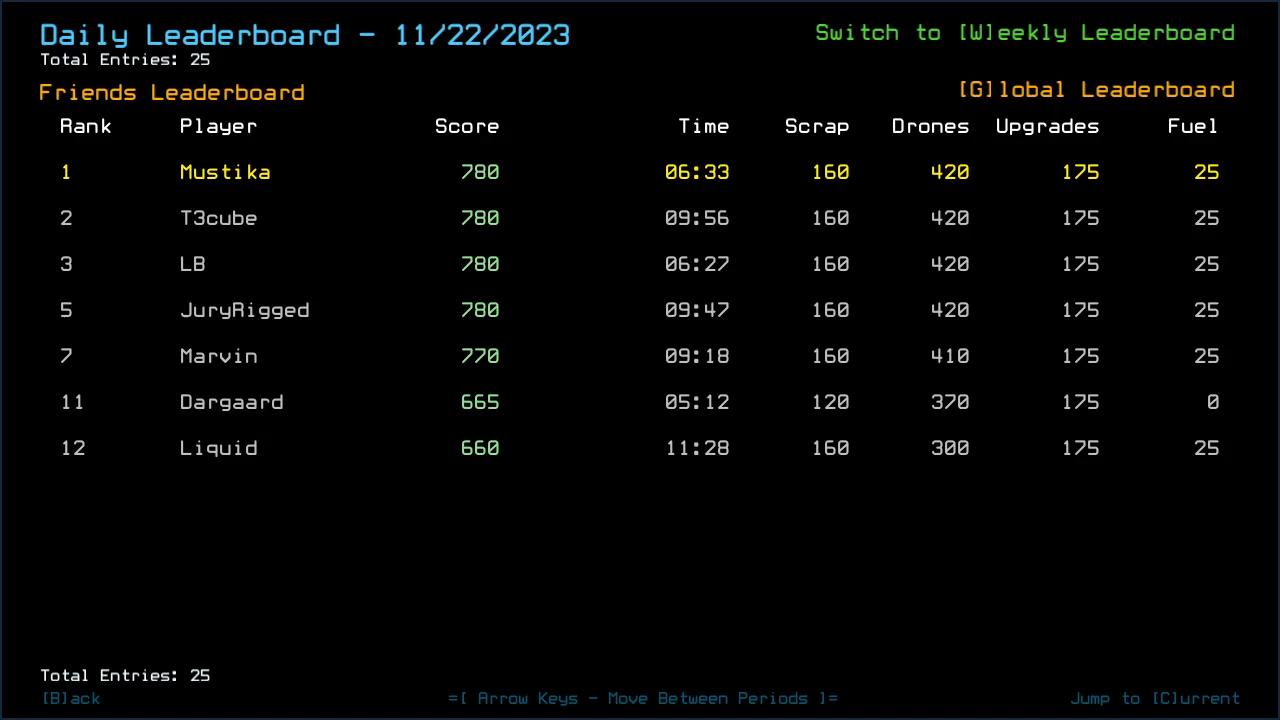 Daily Leaderboard - 11/22/2023 Switch to [W]eekly Leaderboard
Total Entries: 25
Friends Leaderboard [G]lobal Leaderboard
Rank Player Score Time Scrap Drones Upgrades Fuel
1 Mustika 780 06:33 160 420 175 25
2 T3cube 780 09:56 160 420 175 25
3 LB 780 06:27 160 420 175 25
5 JuryRigged 780 09:47 160 420 175 25
7 Marvin 770 09:18 160 410 175 25
11 Dargaard 665 05:12 120 370 175 0
12 Liquid 660 11:28 160 300 175 25
Total Entries: 25
[B]ack =[ Arrow Keys - Move Between Periods ]= Jump to [C]urrent